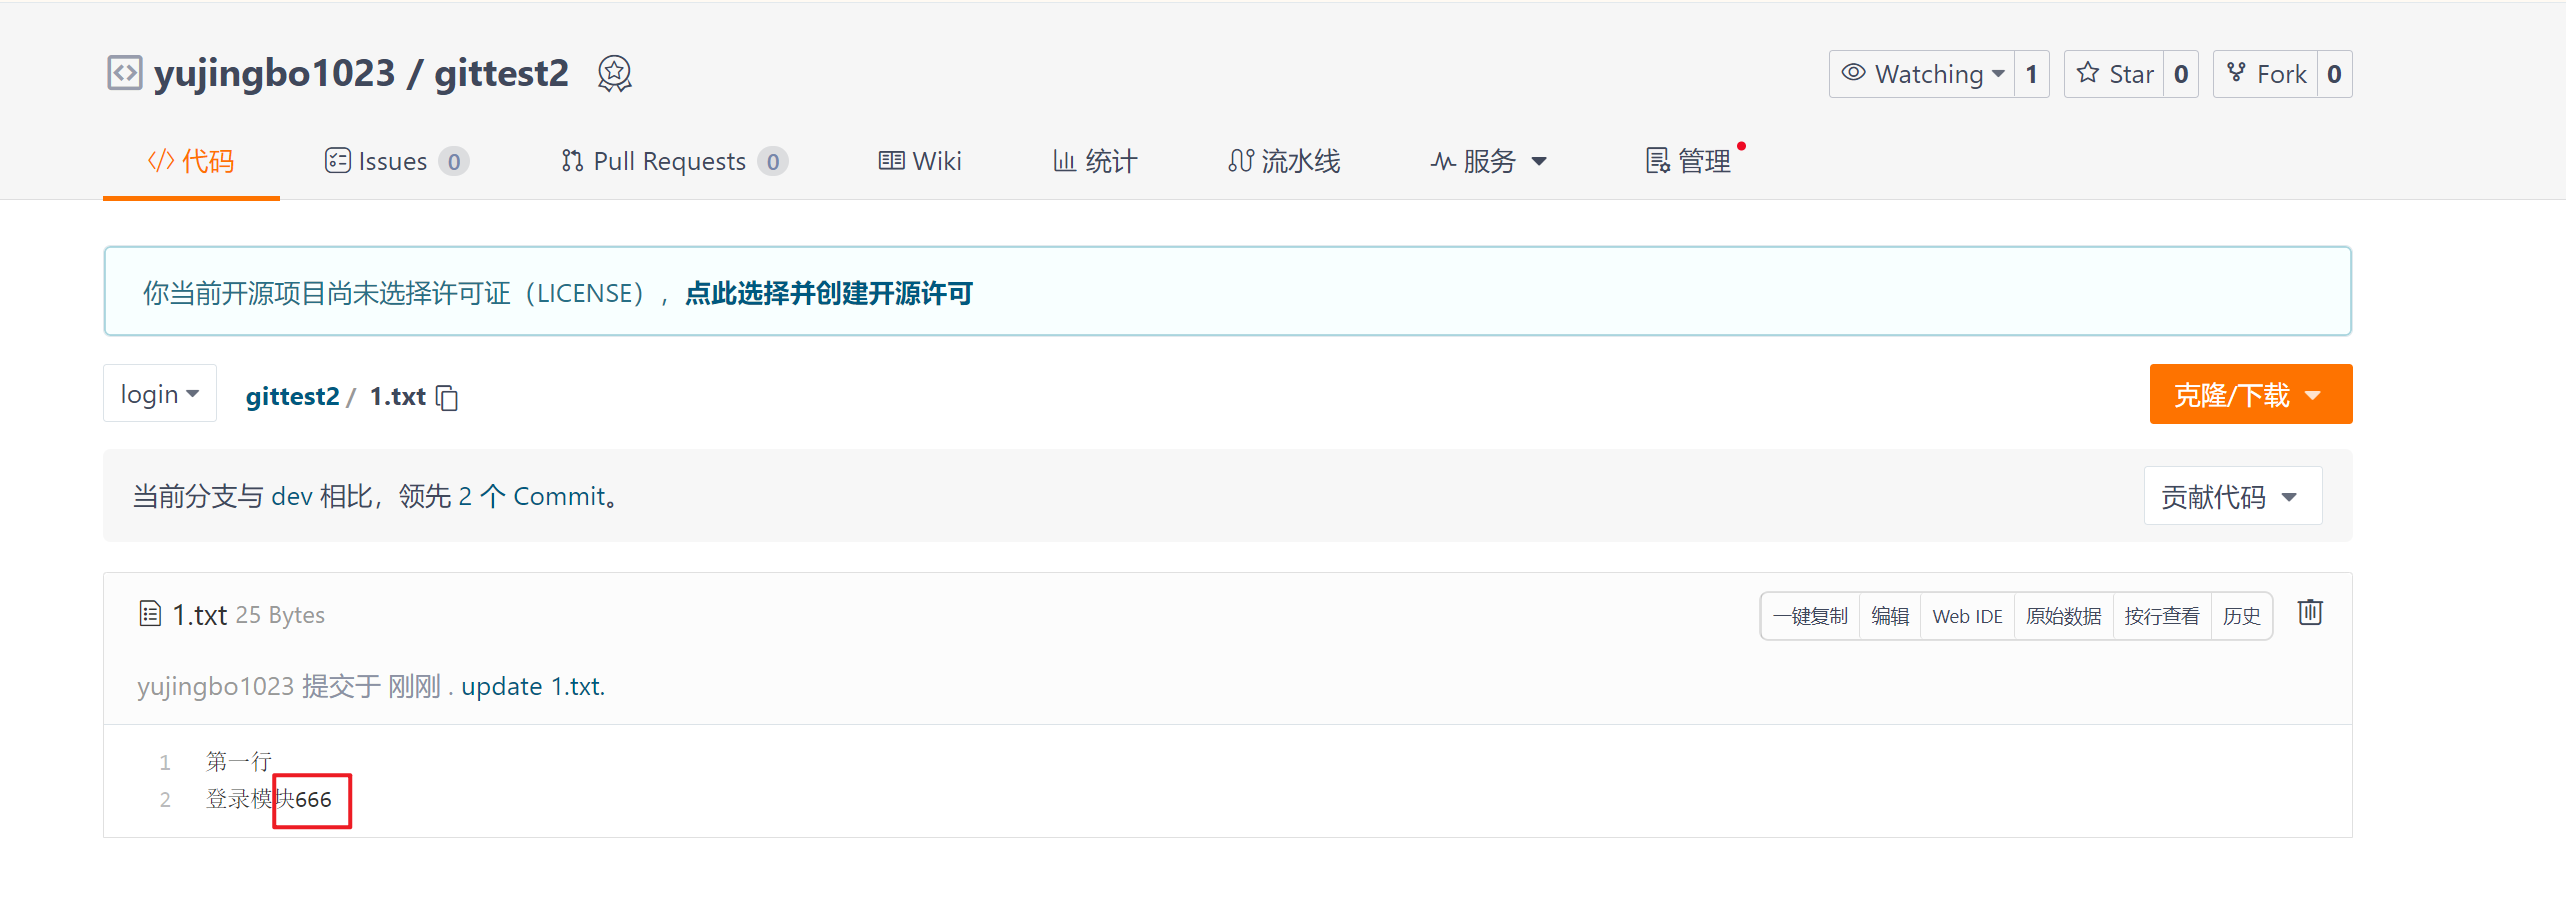 yujingbo1023 / gittest2
Watching 1 Star 0 Fork 0
代码 Issues 0 Pull Requests 0 Wiki 统计 流水线 服务 管理
你当前开源项目尚未选择许可证（LICENSE），点此选择并创建开源许可
login gittest2 / 1.txt 克隆/下载
当前分支与 dev 相比，领先 2 个 Commit。 贡献代码
1.txt 25 Bytes 一键复制 编辑 Web IDE 原始数据 按行查看 历史
yujingbo1023 提交于 刚刚 . update 1.txt.
1 第一行
2 登录模块666